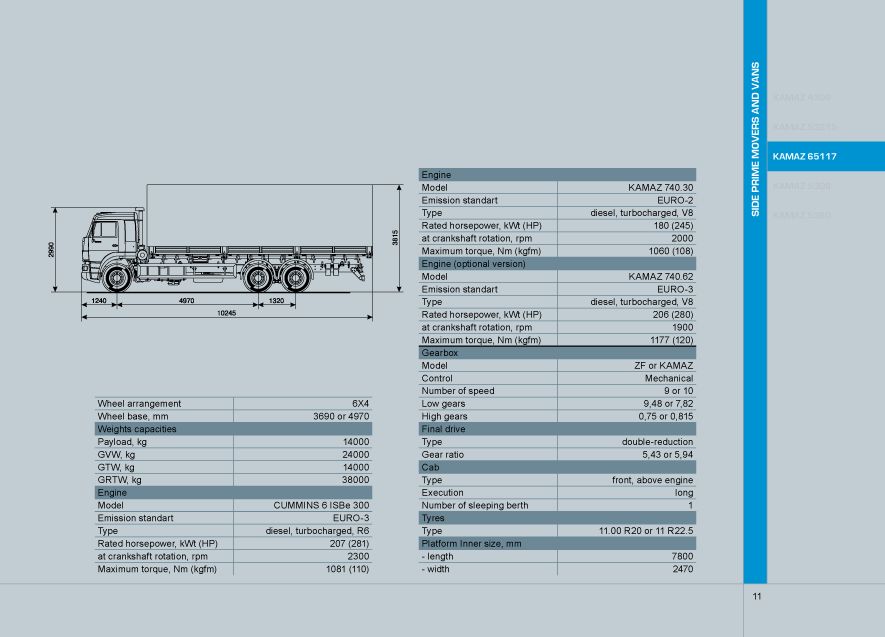 SIDE PRIME MOVERS AND VANS
KAMAZ 4308
KAMAZ 53215
KAMAZ 65117
KAMAZ 5308
KAMAZ 5360
2990
3815
1240
4970
1320
10245
Wheel arrangement 6X4
Wheel base, mm 3690 or 4970
Weights capacities
Payload, kg 14000
GVW, kg 24000
GTW, kg 14000
GRTW, kg 38000
Engine
Model CUMMINS 6 ISBe 300
Emission standart EURO-3
Type diesel, turbocharged, R6
Rated horsepower, kWt (HP) 207 (281)
at crankshaft rotation, rpm 2300
Maximum torque, Nm (kgfm) 1081 (110)
Engine
Model KAMAZ 740.30
Emission standart EURO-2
Type diesel, turbocharged, V8
Rated horsepower, kWt (HP) 180 (245)
at crankshaft rotation, rpm 2000
Maximum torque, Nm (kgfm) 1060 (108)
Engine (optional version)
Model KAMAZ 740.62
Emission standart EURO-3
Type diesel, turbocharged, V8
Rated horsepower, kWt (HP) 206 (280)
at crankshaft rotation, rpm 1900
Maximum torque, Nm (kgfm) 1177 (120)
Gearbox
Model ZF or KAMAZ
Control Mechanical
Number of speed 9 or 10
Low gears 9,48 or 7,82
High gears 0,75 or 0,815
Final drive
Type double-reduction
Gear ratio 5,43 or 5,94
Cab
Type front, above engine
Execution long
Number of sleeping berth 1
Tyres
Type 11.00 R20 or 11 R22.5
Platform Inner size, mm
- length 7800
- width 2470
11